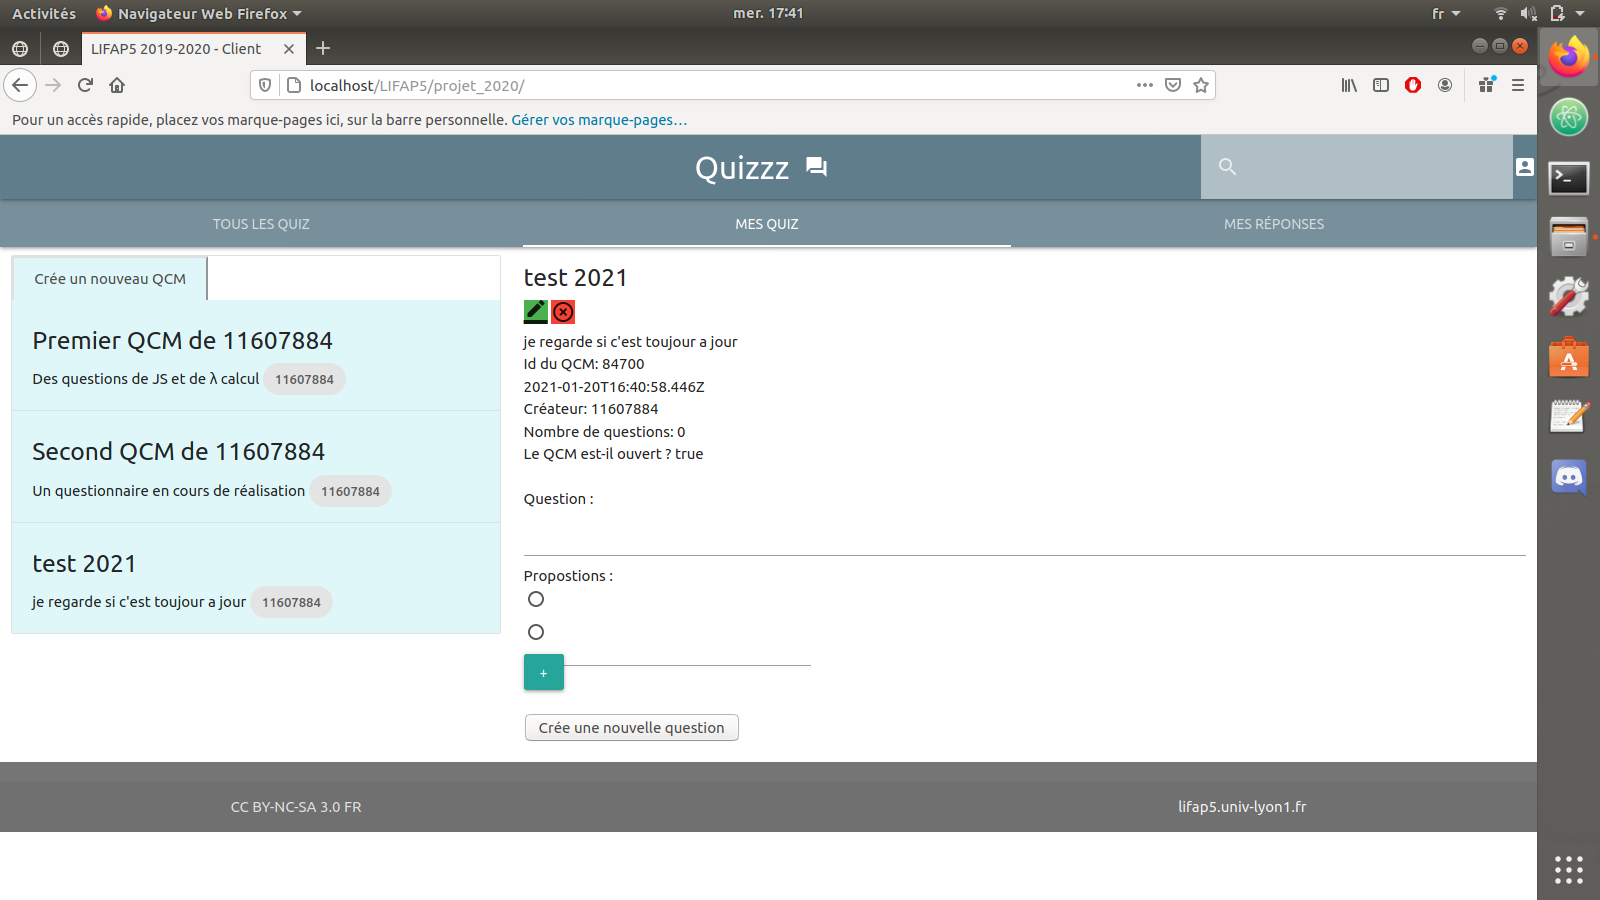 Activités Navigateur Web Firefox mer. 17:41 fr
LIFAP5 2019-2020 - Client
localhost/LIFAP5/projet_2020/
Pour un accès rapide, placez vos marque-pages ici, sur la barre personnelle. Gérer vos marque-pages…
Quizzz
TOUS LES QUIZ MES QUIZ MES RÉPONSES
Crée un nouveau QCM
Premier QCM de 11607884
Des questions de JS et de λ calcul 11607884
Second QCM de 11607884
Un questionnaire en cours de réalisation 11607884
test 2021
je regarde si c'est toujour a jour 11607884
test 2021
je regarde si c'est toujour a jour
Id du QCM: 84700
2021-01-20T16:40:58.446Z
Créateur: 11607884
Nombre de questions: 0
Le QCM est-il ouvert ? true
Question :
Propostions :
+
Crée une nouvelle question
CC BY-NC-SA 3.0 FR lifap5.univ-lyon1.fr